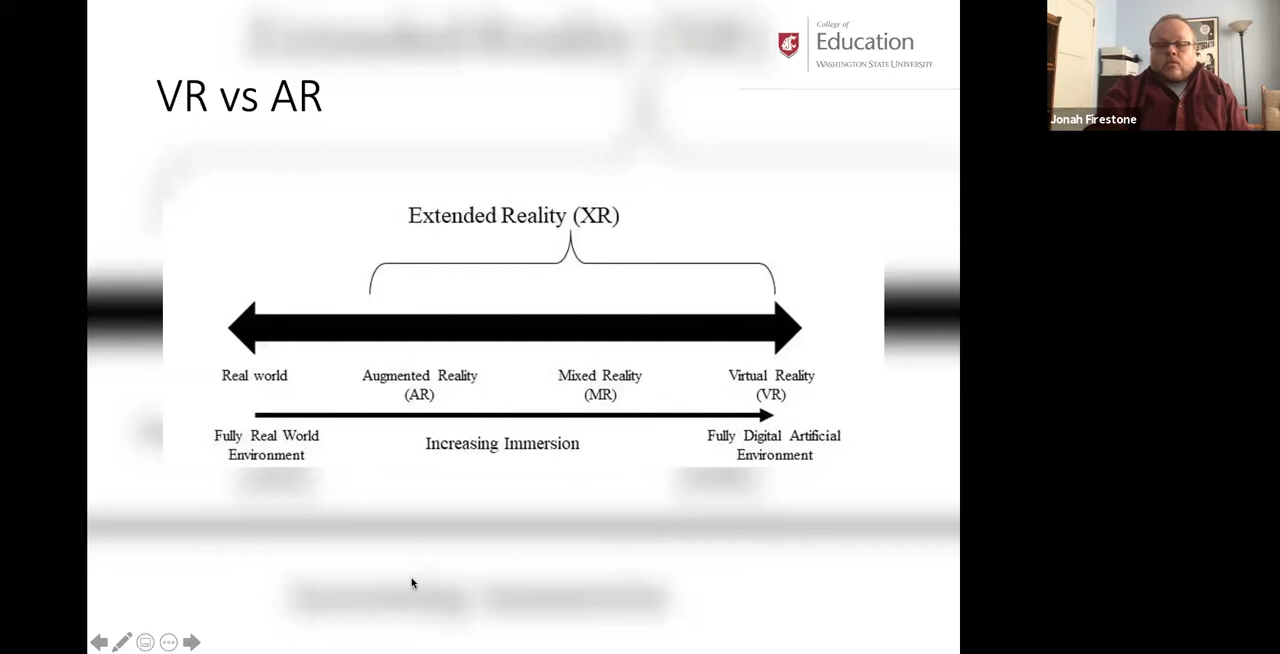 College of
Education
WASHINGTON STATE UNIVERSITY
VR vs AR
Jonah Firestone
Extended Reality (XR)
Real world
Augmented Reality
(AR)
Mixed Reality
(MR)
Virtual Reality
(VR)
Fully Real World
Environment
Increasing Immersion
Fully Digital Artificial
Environment